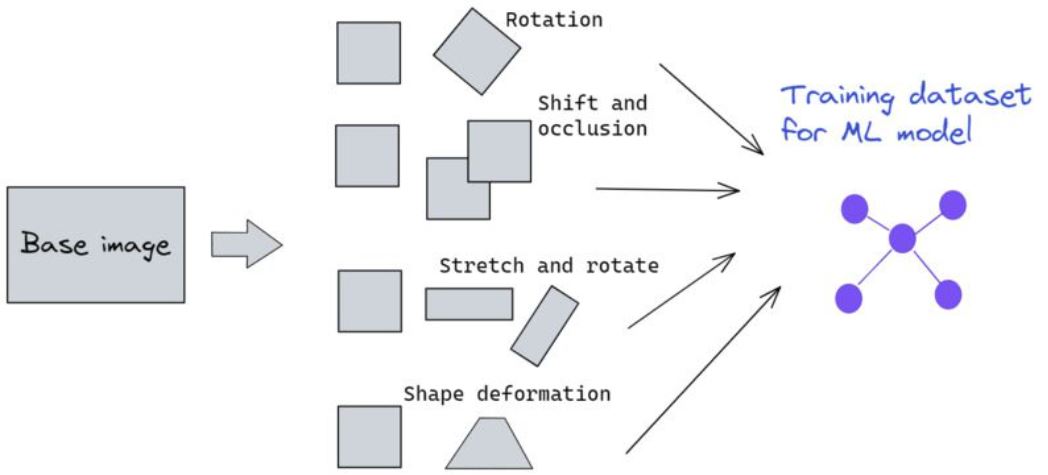 Rotation
Shift and
occlusion
Training dataset
for ML model
Base image
Stretch and rotate
Shape deformation